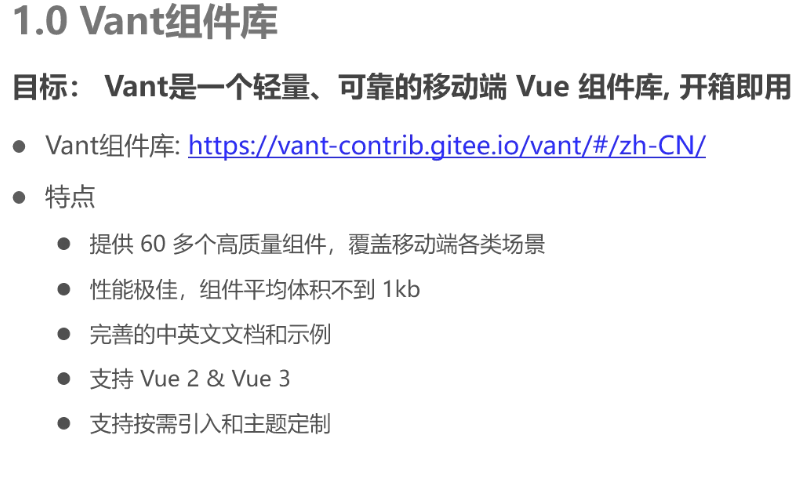 1.0 Vant组件库
目标： Vant是一个轻量、可靠的移动端 Vue 组件库, 开箱即用
● Vant组件库: https://vant-contrib.gitee.io/vant/#/zh-CN/
● 特点
● 提供 60 多个高质量组件，覆盖移动端各类场景
● 性能极佳，组件平均体积不到 1kb
● 完善的中英文文档和示例
● 支持 Vue 2 & Vue 3
● 支持按需引入和主题定制